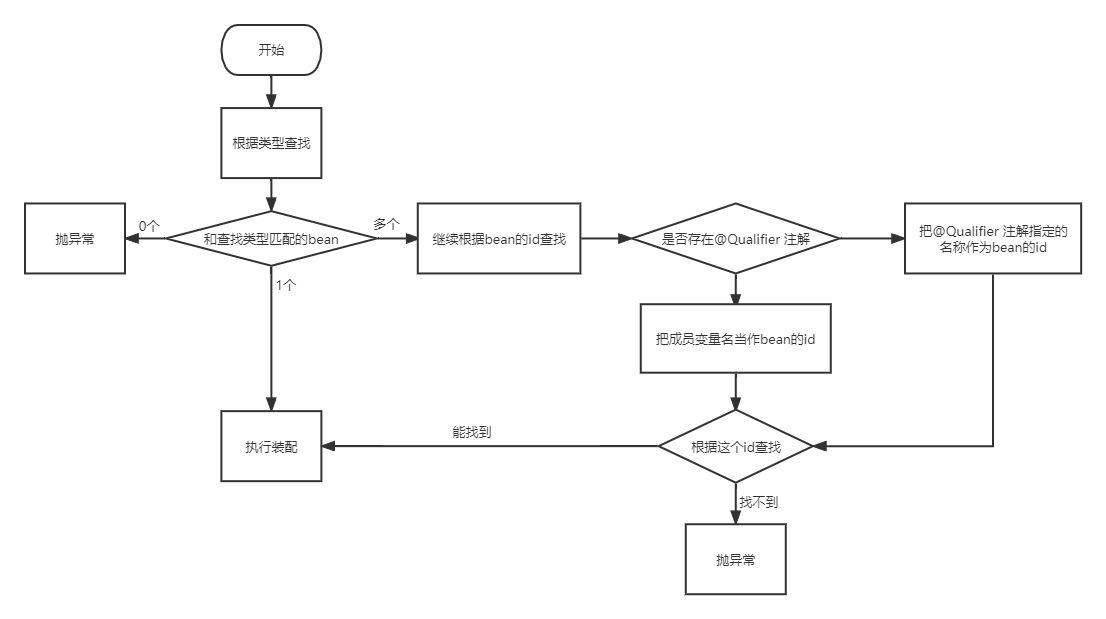 开始
根据类型查找
0个
多个
抛异常
和查找类型匹配的bean
继续根据bean的id查找
是否存在@Qualifier 注解
把@Qualifier 注解指定的
名称作为bean的id
1个
把成员变量名当作bean的id
能找到
执行装配
根据这个id查找
找不到
抛异常